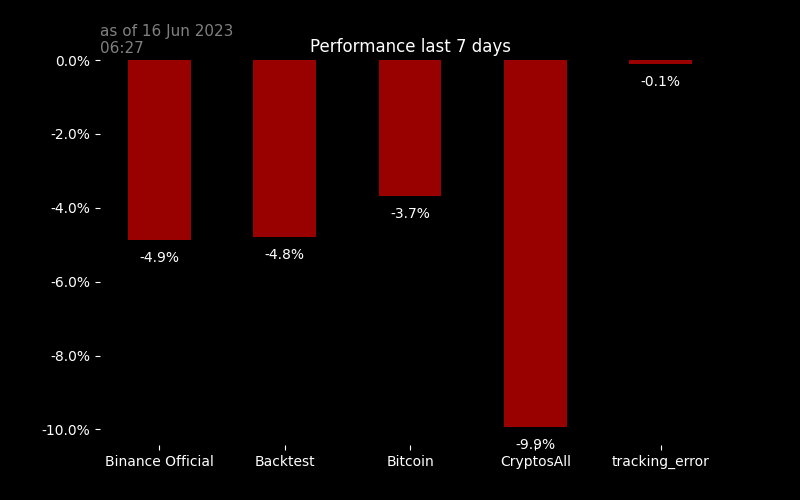 as of 16 Jun 2023
06:27
Performance last 7 days
0.0%
-2.0%
-4.0%
-6.0%
-8.0%
-10.0%
-4.9%
-4.8%
-3.7%
-9.9%
-0.1%
Binance Official
Backtest
Bitcoin
CryptosAll
tracking_error